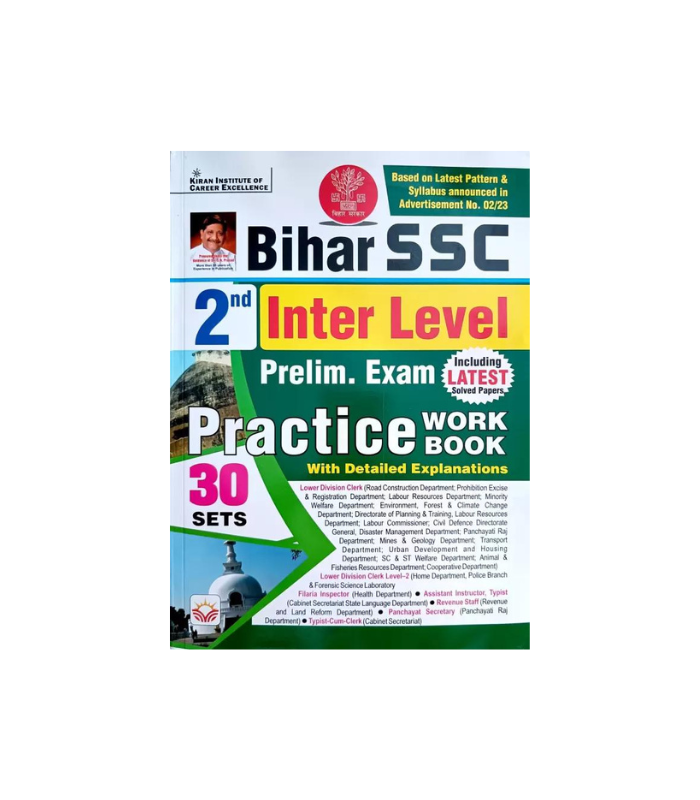 KIRAN INSTITUTE OF
CAREER EXCELLENCE
Based on Latest Pattern &
Syllabus announced in
Advertisement No. 02/23
बिहार सरकार
Bihar SSC
2nd Inter Level
Prelim. Exam
Including
LATEST
Solved Papers
Practice WORK
BOOK
With Detailed Explanations
30
SETS
Lower Division Clerk (Road Construction Department; Prohibition Excise
& Registration Department; Labour Resources Department; Minority
Welfare Department; Environment, Forest & Climate Change
Department; Directorate of Planning & Training, Labour Resources
Department; Labour Commissioner; Civil Defence Directorate
General, Disaster Management Department; Panchayati Raj
Department; Mines & Geology Department; Transport
Department; Urban Development and Housing
Department; SC & ST Welfare Department; Animal &
Fisheries Resources Department; Cooperative Department)
Lower Division Clerk Level–2 (Home Department, Police Branch
& Forensic Science Laboratory
Filaria Inspector (Health Department) ● Assistant Instructor, Typist
(Cabinet Secretariat State Language Department) ● Revenue Staff (Revenue
and Land Reform Department) ● Panchayat Secretary (Panchayati Raj
Department) ● Typist-Cum-Clerk (Cabinet Secretariat)